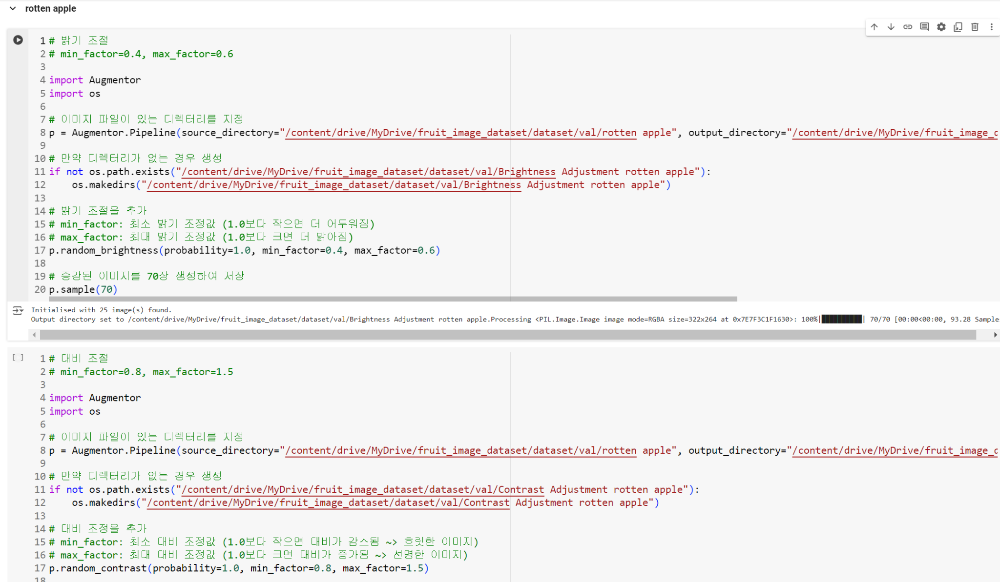 rotten apple
1 # 밝기 조절
2 # min_factor=0.4, max_factor=0.6
3
4 import Augmentor
5 import os
6
7 # 이미지 파일이 있는 디렉터리를 지정
8 p = Augmentor.Pipeline(source_directory="/content/drive/MyDrive/fruit_image_dataset/dataset/val/rotten apple", output_directory="/content/drive/MyDrive/fruit_image_
9
10 # 만약 디렉터리가 없는 경우 생성
11 if not os.path.exists("/content/drive/MyDrive/fruit_image_dataset/dataset/val/Brightness Adjustment rotten apple"):
12     os.makedirs("/content/drive/MyDrive/fruit_image_dataset/dataset/val/Brightness Adjustment rotten apple")
13
14 # 밝기 조절을 추가
15 # min_factor: 최소 밝기 조정값 (1.0보다 작으면 더 어두워짐)
16 # max_factor: 최대 밝기 조정값 (1.0보다 크면 더 밝아짐)
17 p.random_brightness(probability=1.0, min_factor=0.4, max_factor=0.6)
18
19 # 증강된 이미지를 70장 생성하여 저장
20 p.sample(70)
Initialised with 25 image(s) found.
Output directory set to /content/drive/MyDrive/fruit_image_dataset/dataset/val/Brightness Adjustment rotten apple.Processing <PIL.Image.Image image mode=RGBA size=322x264 at 0x7E7F3C1F1630>: 100%|██████████| 70/70 [00:00<00:00, 93.28 Sample
[ ]
1 # 대비 조절
2 # min_factor=0.8, max_factor=1.5
3
4 import Augmentor
5 import os
6
7 # 이미지 파일이 있는 디렉터리를 지정
8 p = Augmentor.Pipeline(source_directory="/content/drive/MyDrive/fruit_image_dataset/dataset/val/rotten apple", output_directory="/content/drive/MyDrive/fruit_image_
9
10 # 만약 디렉터리가 없는 경우 생성
11 if not os.path.exists("/content/drive/MyDrive/fruit_image_dataset/dataset/val/Contrast Adjustment rotten apple"):
12     os.makedirs("/content/drive/MyDrive/fruit_image_dataset/dataset/val/Contrast Adjustment rotten apple")
13
14 # 대비 조정을 추가
15 # min_factor: 최소 대비 조정값 (1.0보다 작으면 대비가 감소됨 ~> 흐릿한 이미지)
16 # max_factor: 최대 대비 조정값 (1.0보다 크면 대비가 증가됨 ~> 선명한 이미지)
17 p.random_contrast(probability=1.0, min_factor=0.8, max_factor=1.5)
18